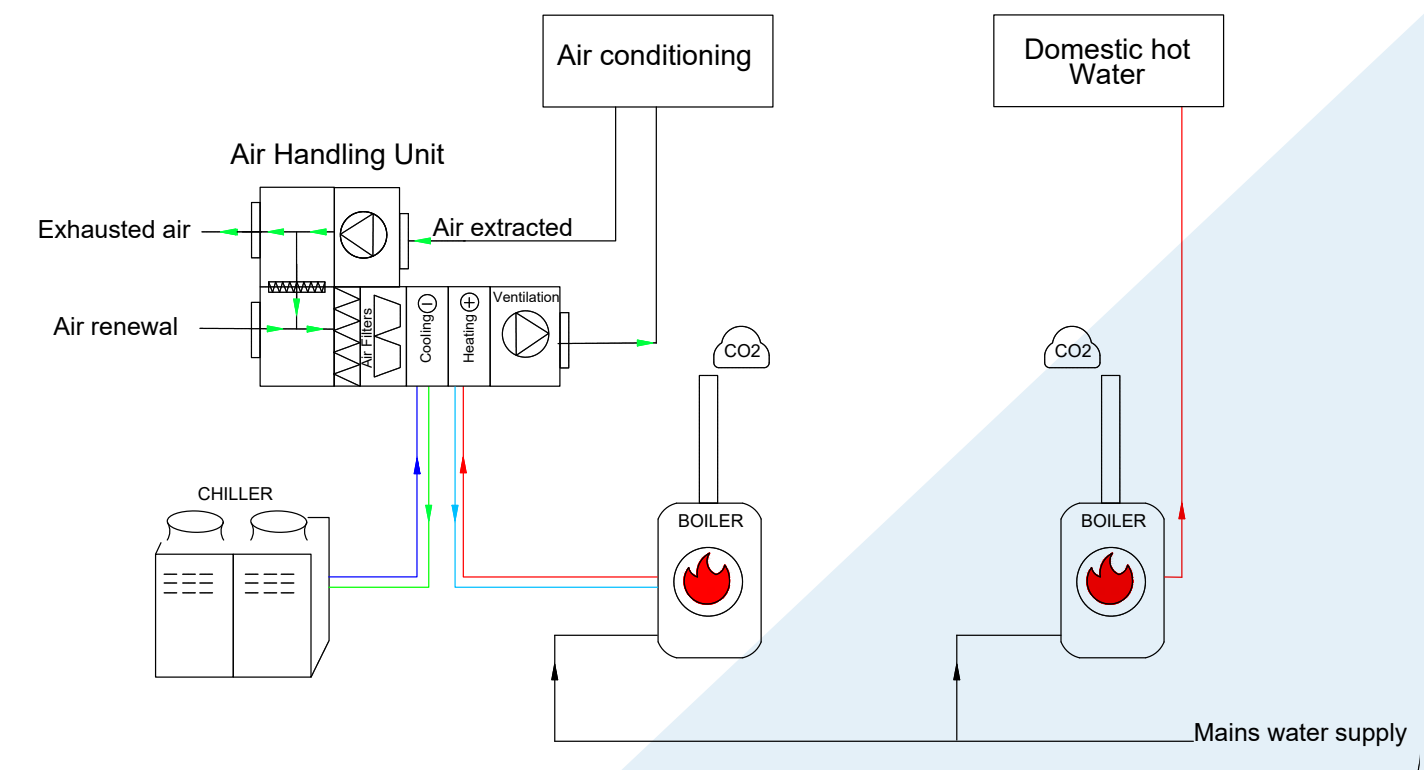 Air conditioning
Domestic hot
Water
Air Handling Unit
Exhausted air
Air extracted
Air renewal
Air Filters
Cooling
Heating
Ventilation
CO2
CO2
CHILLER
BOILER
BOILER
Mains water supply